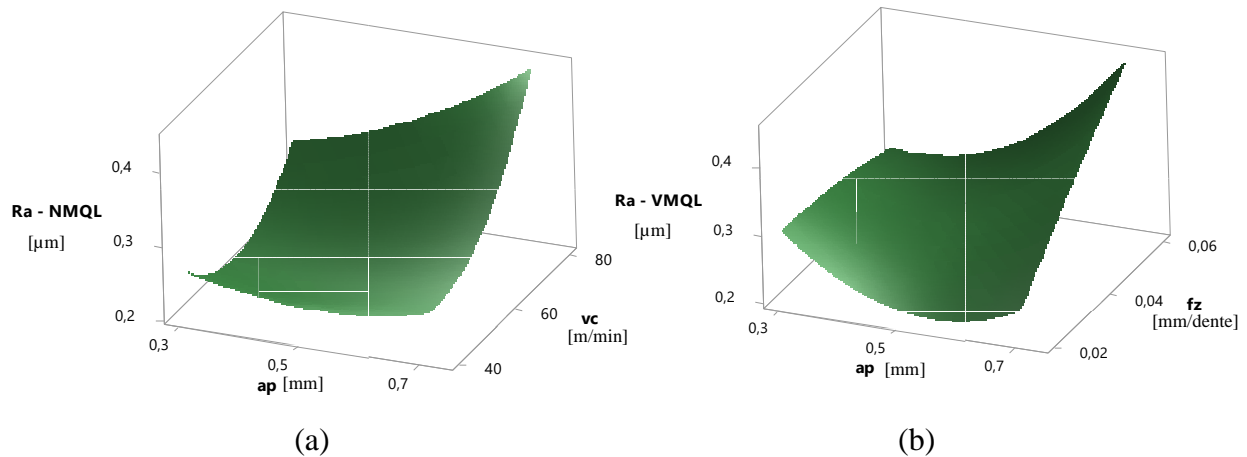 0,4
Ra - NMQL
[µm]
0,3
0,2
0,3
0,5
0,7
ap [mm]
40
60
80
vc
[m/min]
(a)
0,4
Ra - VMQL
[µm]
0,3
0,2
0,3
0,5
0,7
ap [mm]
0,02
0,04
0,06
fz
[mm/dente]
(b)